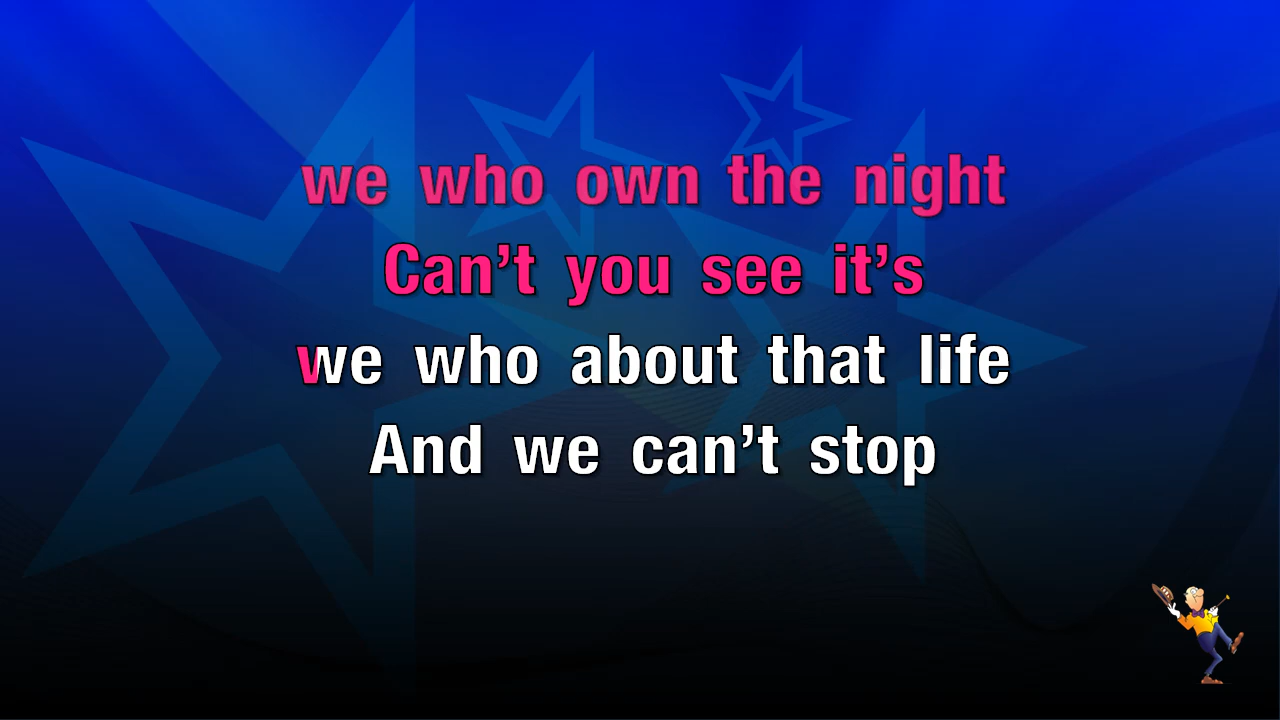 we who own the night
Can’t you see it’s
we who about that life
And we can’t stop